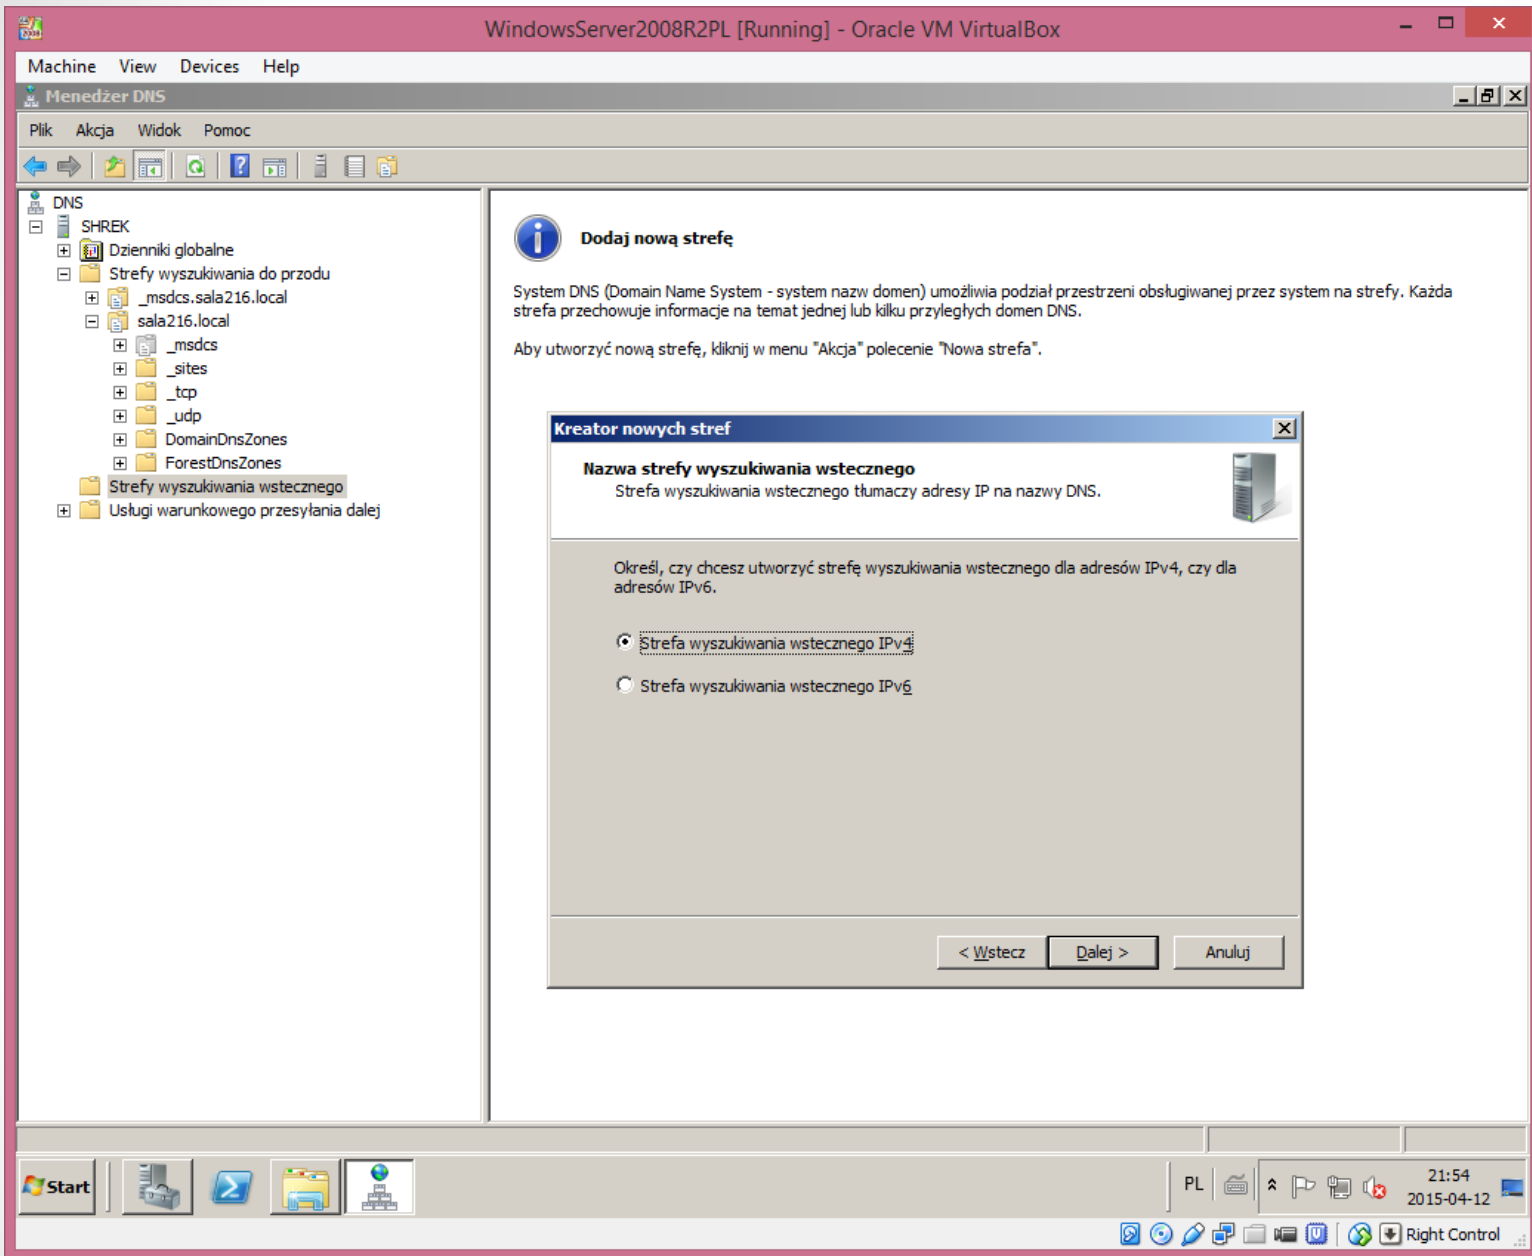 WindowsServer2008R2PL [Running] - Oracle VM VirtualBox
Machine View Devices Help
Menedżer DNS
Plik Akcja Widok Pomoc
DNS
SHREK
Dzienniki globalne
Strefy wyszukiwania do przodu
_msdcs.sala216.local
sala216.local
_msdcs
_sites
_tcp
_udp
DomainDnsZones
ForestDnsZones
Strefy wyszukiwania wstecznego
Usługi warunkowego przesyłania dalej
Dodaj nową strefę
System DNS (Domain Name System - system nazw domen) umożliwia podział przestrzeni obsługiwanej przez system na strefy. Każda
strefa przechowuje informacje na temat jednej lub kilku przyległych domen DNS.
Aby utworzyć nową strefę, kliknij w menu "Akcja" polecenie "Nowa strefa".
Kreator nowych stref
Nazwa strefy wyszukiwania wstecznego
Strefa wyszukiwania wstecznego tłumaczy adresy IP na nazwy DNS.
Określ, czy chcesz utworzyć strefę wyszukiwania wstecznego dla adresów IPv4, czy dla
adresów IPv6.
Strefa wyszukiwania wstecznego IPv4
Strefa wyszukiwania wstecznego IPv6
< Wstecz Dalej > Anuluj
Start PL 21:54
2015-04-12
Right Control